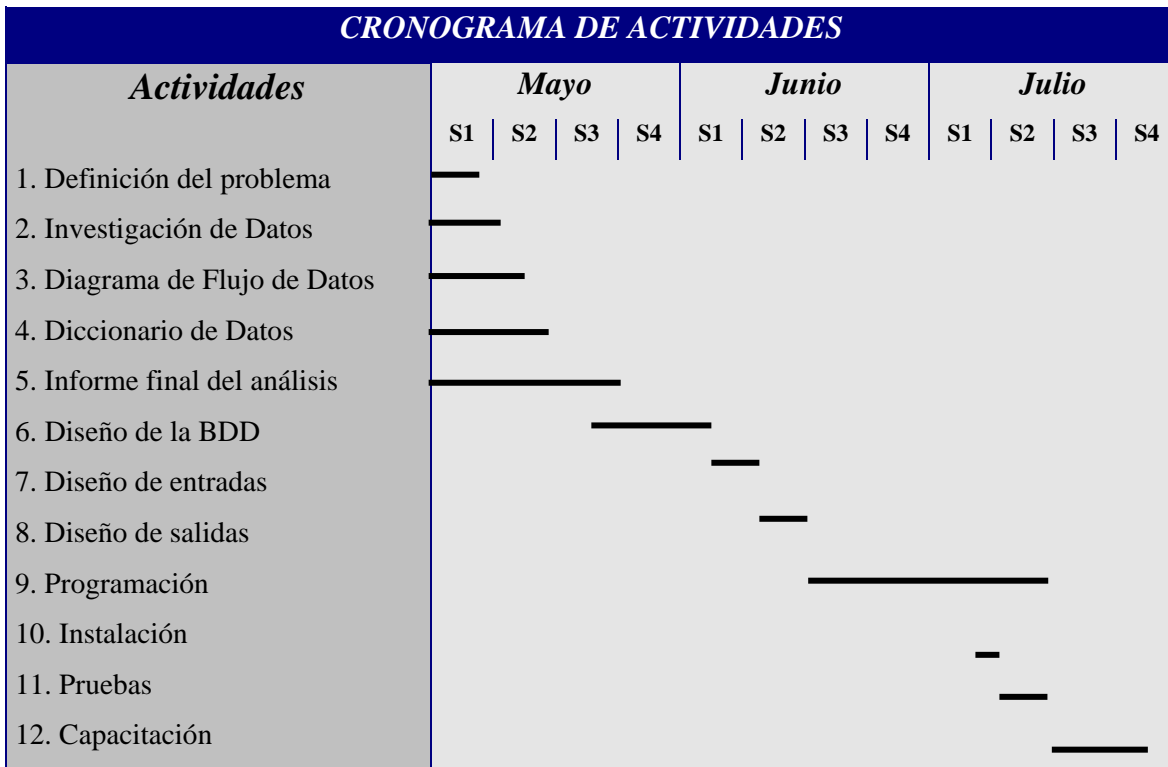 CRONOGRAMA DE ACTIVIDADES
Actividades Mayo Junio Julio
S1 S2 S3 S4 S1 S2 S3 S4 S1 S2 S3 S4
1. Definición del problema
2. Investigación de Datos
3. Diagrama de Flujo de Datos
4. Diccionario de Datos
5. Informe final del análisis
6. Diseño de la BDD
7. Diseño de entradas
8. Diseño de salidas
9. Programación
10. Instalación
11. Pruebas
12. Capacitación